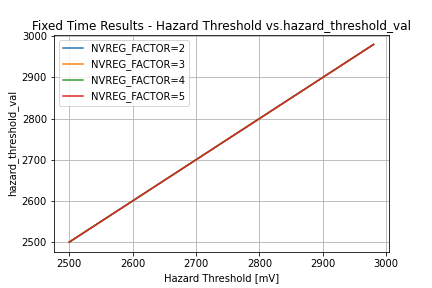 Fixed Time Results - Hazard Threshold vs.hazard_threshold_val
NVREG_FACTOR=2
NVREG_FACTOR=3
NVREG_FACTOR=4
NVREG_FACTOR=5
3000
2900
2800
2700
2600
2500
hazard_threshold_val
2500 2600 2700 2800 2900 3000
Hazard Threshold [mV]